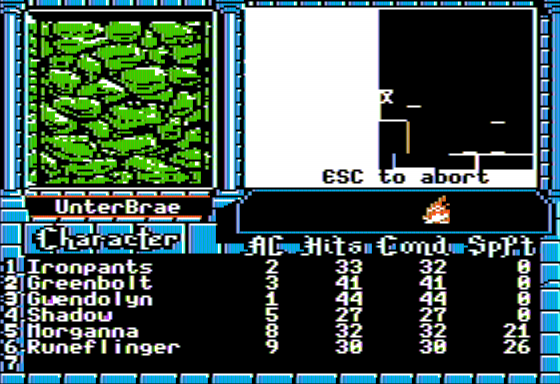 ESC to abort
UnterBrae
Character AC Hits Cond SpPt
1 Ironpants 2 33 32 0
2 Greenbolt 3 41 41 0
3 Gwendolyn 1 44 44 0
4 Shadow 5 27 27 0
5 Morganna 8 32 32 21
6 Runeflinger 9 30 30 26
7